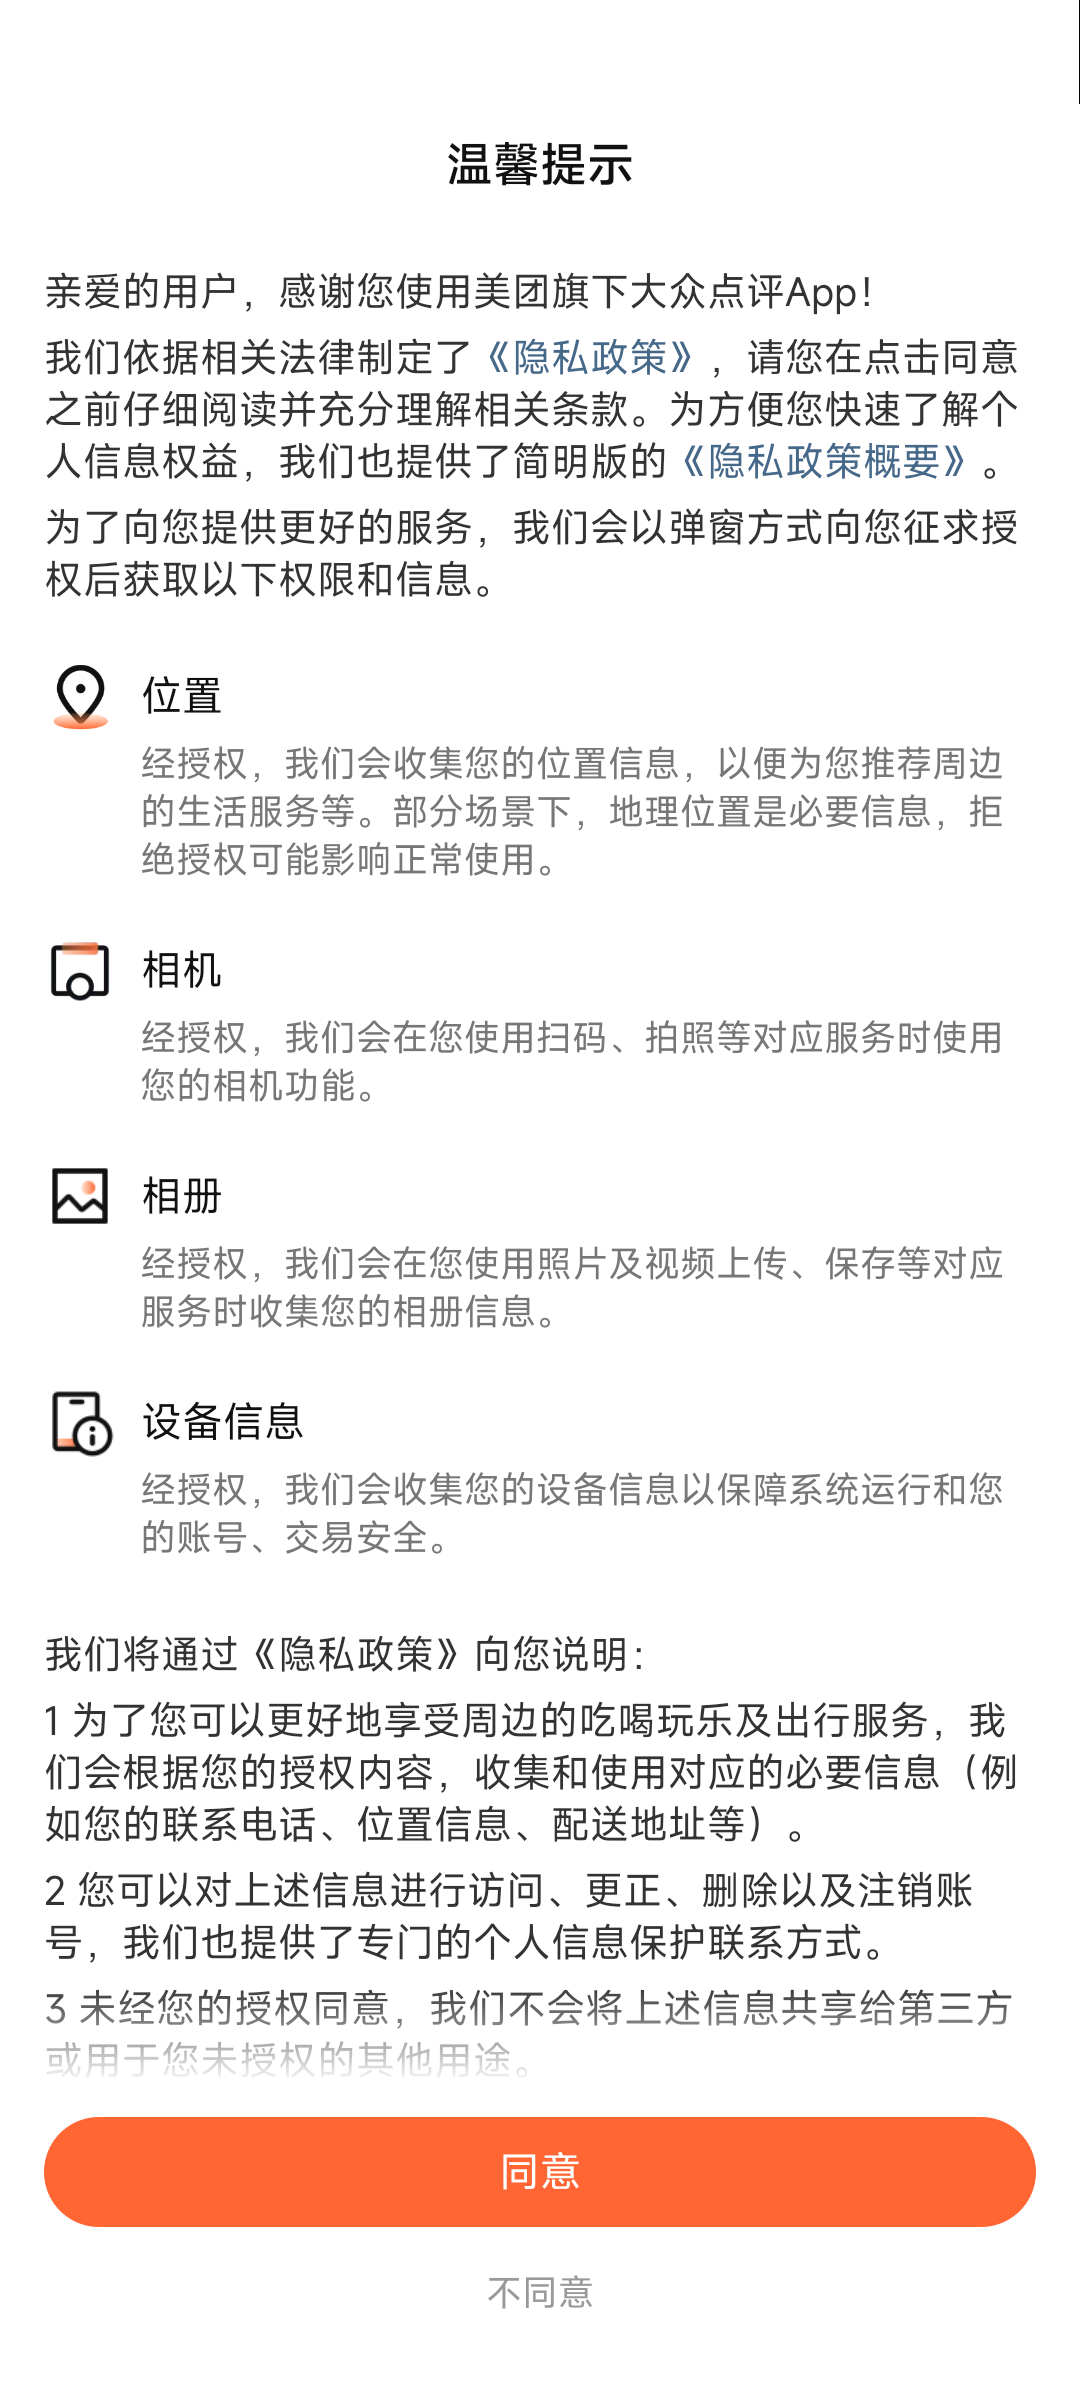 温馨提示
亲爱的用户，感谢您使用美团旗下大众点评App！
我们依据相关法律制定了《隐私政策》，请您在点击同意
之前仔细阅读并充分理解相关条款。为方便您快速了解个
人信息权益，我们也提供了简明版的《隐私政策概要》。
为了向您提供更好的服务，我们会以弹窗方式向您征求授
权后获取以下权限和信息。
位置
经授权，我们会收集您的位置信息，以便为您推荐周边
的生活服务等。部分场景下，地理位置是必要信息，拒
绝授权可能影响正常使用。
相机
经授权，我们会在您使用扫码、拍照等对应服务时使用
您的相机功能。
相册
经授权，我们会在您使用照片及视频上传、保存等对应
服务时收集您的相册信息。
设备信息
经授权，我们会收集您的设备信息以保障系统运行和您
的账号、交易安全。
我们将通过《隐私政策》向您说明：
1 为了您可以更好地享受周边的吃喝玩乐及出行服务，我
们会根据您的授权内容，收集和使用对应的必要信息（例
如您的联系电话、位置信息、配送地址等）。
2 您可以对上述信息进行访问、更正、删除以及注销账
号，我们也提供了专门的个人信息保护联系方式。
3 未经您的授权同意，我们不会将上述信息共享给第三方
或用于您未授权的其他用途。
同意
不同意